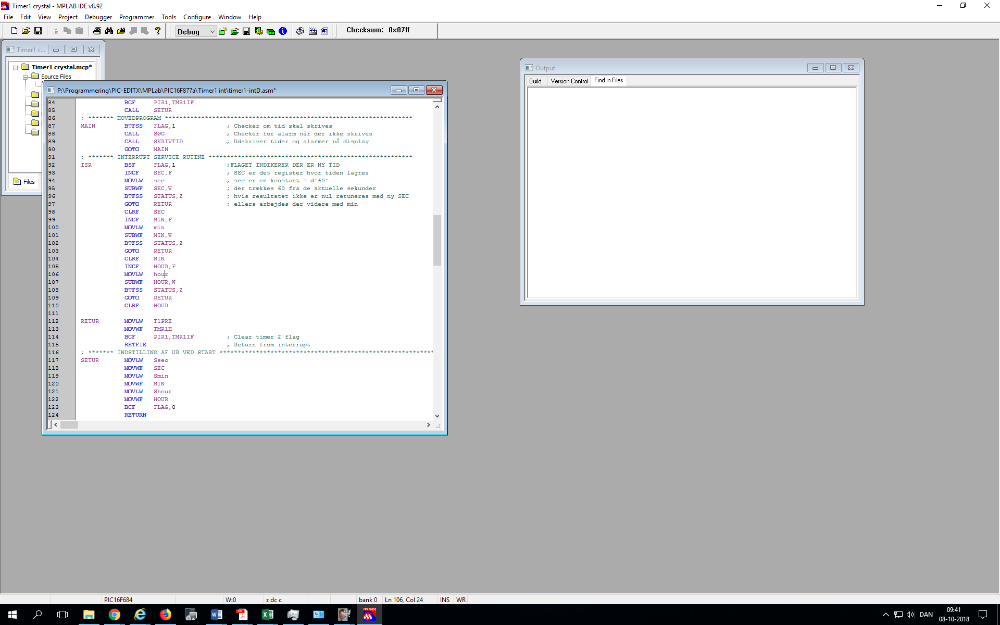 Timer1 crystal - MPLAB IDE v8.92
File Edit View Project Debugger Programmer Tools Configure Window Help
Debug Checksum: 0x07ff
Timer1 c...
Timer1 crystal.mcp*
Source Files
Files
P:\Programmering\PIC-EDITX\MPLab\PIC16F877a\Timer1 int\timer1-intD.asm*
84 BCF PIR1,TMR1IF
85 CALL SETUR
86 ; ******* HOVEDPROGRAM ********************************************************************
87 MAIN BTFSS FLAG,1 ; Checker om tid skal skrives
88 CALL SØG ; Checker for alarm når der ikke skrives
89 CALL SKRIVTID ; Udskriver tider og alarmer på display
90 GOTO MAIN
91 ; ******* INTERRUPT SERVICE RUTINE ********************************************************
92 ISR BSF FLAG,1 ;FLAGET INDIKERER DER ER NY TID
93 INCF SEC,F ; SEC er det register hvor tiden lagres
94 MOVLW sec ; sec er en konstant = d'60'
95 SUBWF SEC,W ; der trækkes 60 fra de aktuelle sekunder
96 BTFSS STATUS,Z ; hvis resultatet ikke er nul retuneres med ny SEC
97 GOTO RETUR ; ellers arbejdes der videre med min
98 CLRF SEC
99 INCF MIN,F
100 MOVLW min
101 SUBWF MIN,W
102 BTFSS STATUS,Z
103 GOTO RETUR
104 CLRF MIN
105 INCF HOUR,F
106 MOVLW hour
107 SUBWF HOUR,W
108 BTFSS STATUS,Z
109 GOTO RETUR
110 CLRF HOUR
111
112 RETUR MOVLW T1PRE
113 MOVWF TMR1H
114 BCF PIR1,TMR1IF ; Clear timer 2 flag
115 RETFIE ; Return from interrupt
116 ; ******* INDSTILLING AF UR VED START ***********************************************************
117 SETUR MOVLW Ssec
118 MOVWF SEC
119 MOVLW Smin
120 MOVWF MIN
121 MOVLW Shour
122 MOVWF HOUR
123 BCF FLAG,0
124 RETURN
Output
Build Version Control Find in Files
PIC16F684 W:0 z dc c bank 0 Ln 106, Col 24 INS WR
DAN
09:41
08-10-2018